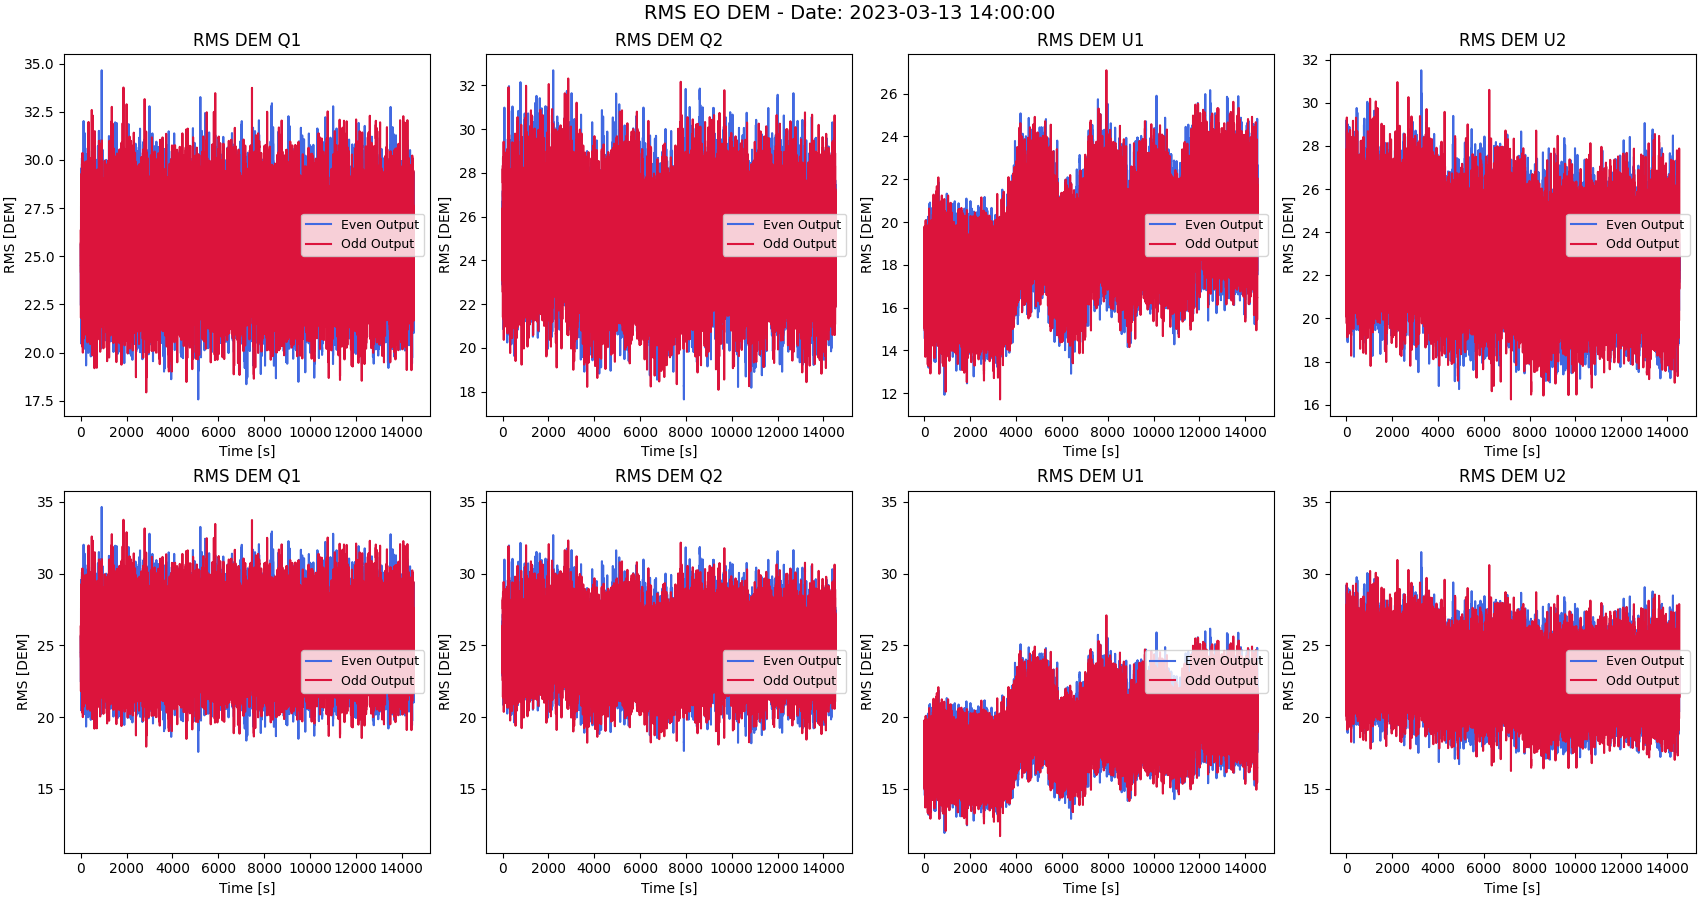 RMS EO DEM - Date: 2023-03-13 14:00:00
RMS DEM Q1
RMS DEM Q2
RMS DEM U1
RMS DEM U2
RMS [DEM]
35.0
32.5
30.0
27.5
25.0
22.5
20.0
17.5
Even Output
Odd Output
0 2000 4000 6000 8000 10000 12000 14000
Time [s]
RMS [DEM]
32
30
28
26
24
22
20
18
Even Output
Odd Output
0 2000 4000 6000 8000 10000 12000 14000
Time [s]
RMS [DEM]
26
24
22
20
18
16
14
12
Even Output
Odd Output
0 2000 4000 6000 8000 10000 12000 14000
Time [s]
RMS [DEM]
32
30
28
26
24
22
20
18
16
Even Output
Odd Output
0 2000 4000 6000 8000 10000 12000 14000
Time [s]
RMS DEM Q1
RMS DEM Q2
RMS DEM U1
RMS DEM U2
RMS [DEM]
35
30
25
20
15
Even Output
Odd Output
0 2000 4000 6000 8000 10000 12000 14000
Time [s]
RMS [DEM]
35
30
25
20
15
Even Output
Odd Output
0 2000 4000 6000 8000 10000 12000 14000
Time [s]
RMS [DEM]
35
30
25
20
15
Even Output
Odd Output
0 2000 4000 6000 8000 10000 12000 14000
Time [s]
RMS [DEM]
35
30
25
20
15
Even Output
Odd Output
0 2000 4000 6000 8000 10000 12000 14000
Time [s]